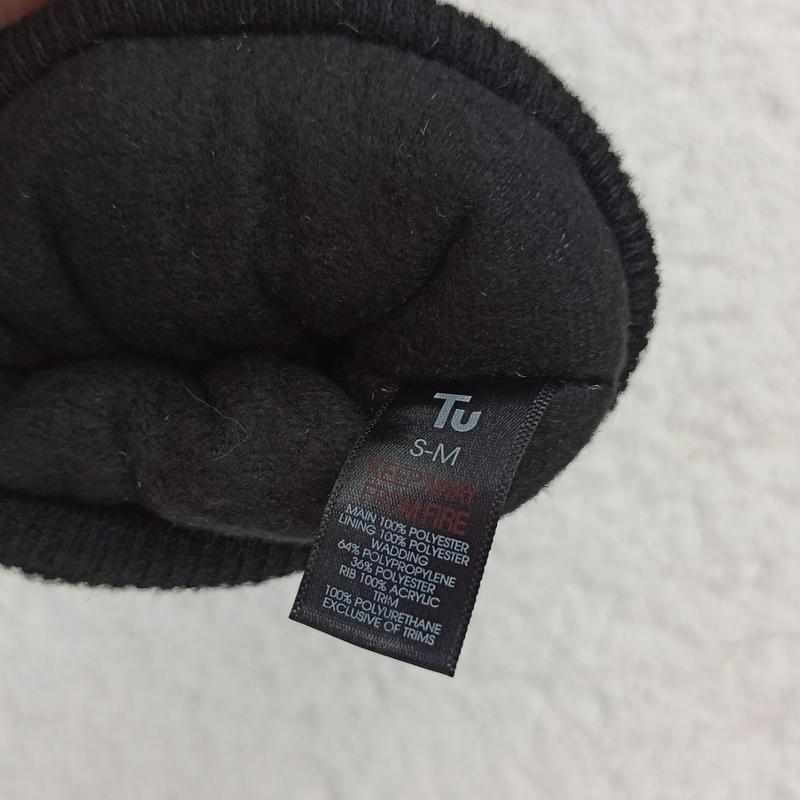 Tu
S-M
KEEP AWAY
FROM FIRE
MAIN 100% POLYESTER
LINING 100% POLYESTER
WADDING
64% POLYPROPYLENE
36% POLYESTER
RIB 100% ACRYLIC
TRIM
100% POLYURETHANE
EXCLUSIVE OF TRIMS